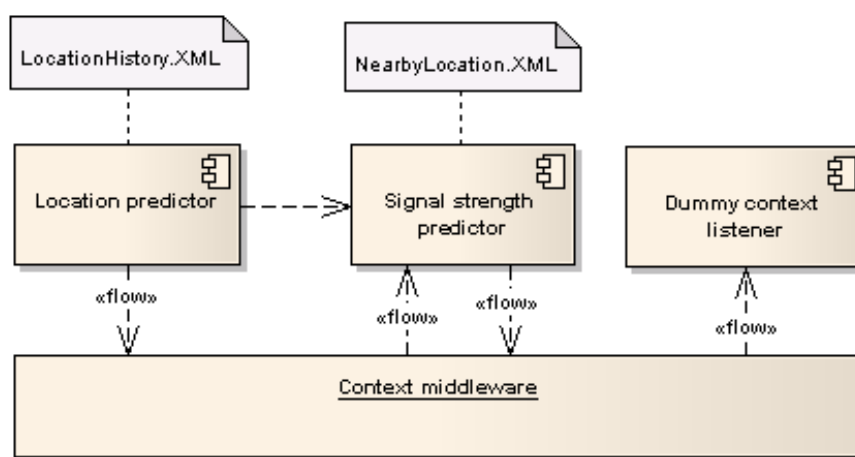 LocationHistory.XML
NearbyLocation.XML
Location predictor
Signal strength
predictor
Dummy context
listener
«flow»
«flow»
«flow»
«flow»
Context middleware